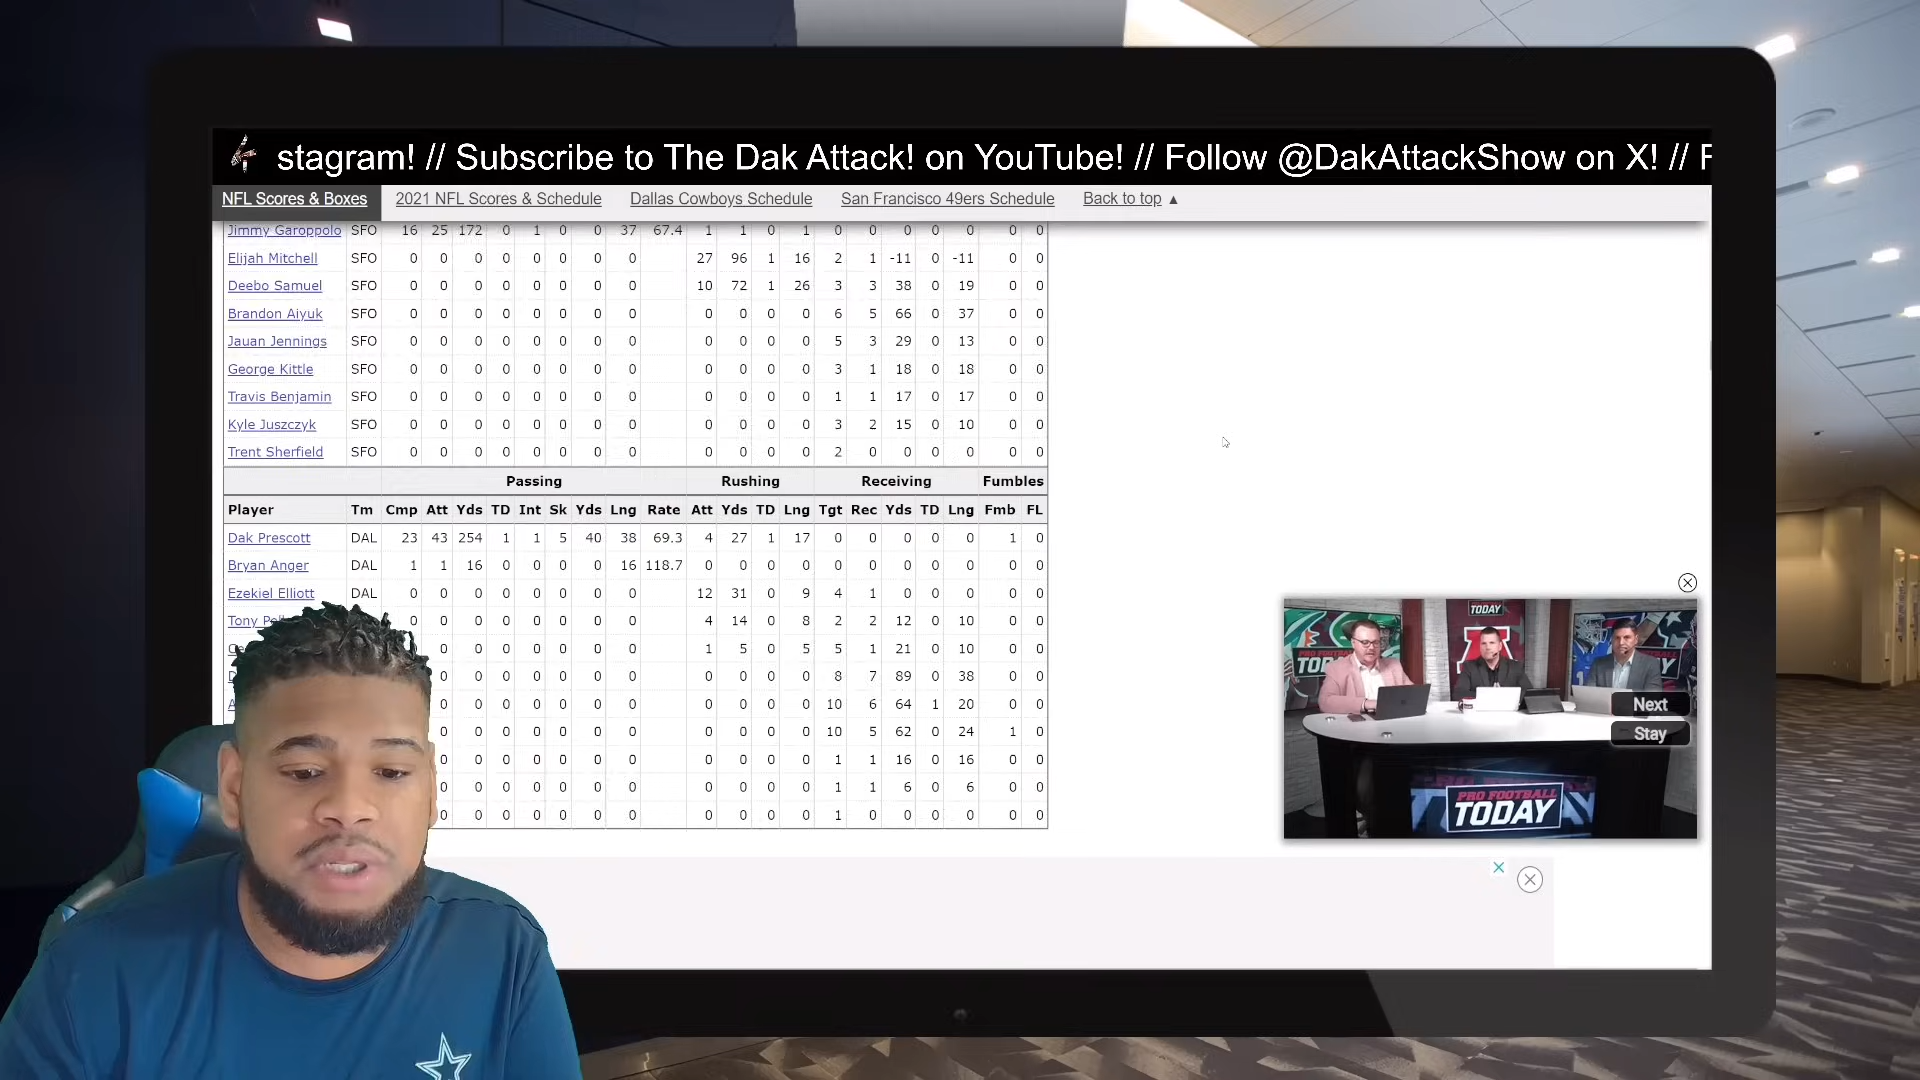 stagram! // Subscribe to The Dak Attack! on YouTube! // Follow @DakAttackShow on X! // F
NFL Scores & Boxes 2021 NFL Scores & Schedule Dallas Cowboys Schedule San Francisco 49ers Schedule Back to top ▲
Jimmy Garoppolo SFO 16 25 172 0 1 0 0 37 67.4 1 1 0 1 0 0 0 0 0 0 0
Elijah Mitchell SFO 0 0 0 0 0 0 0 0 27 96 1 16 2 1 -11 0 -11 0 0
Deebo Samuel SFO 0 0 0 0 0 0 0 0 10 72 1 26 3 3 38 0 19 0 0
Brandon Aiyuk SFO 0 0 0 0 0 0 0 0 0 0 0 0 6 5 66 0 37 0 0
Jauan Jennings SFO 0 0 0 0 0 0 0 0 0 0 0 0 5 3 29 0 13 0 0
George Kittle SFO 0 0 0 0 0 0 0 0 0 0 0 0 3 1 18 0 18 0 0
Travis Benjamin SFO 0 0 0 0 0 0 0 0 0 0 0 0 1 1 17 0 17 0 0
Kyle Juszczyk SFO 0 0 0 0 0 0 0 0 0 0 0 0 3 2 15 0 10 0 0
Trent Sherfield SFO 0 0 0 0 0 0 0 0 0 0 0 0 2 0 0 0 0 0 0
Passing Rushing Receiving Fumbles
Player Tm Cmp Att Yds TD Int Sk Yds Lng Rate Att Yds TD Lng Tgt Rec Yds TD Lng Fmb FL
Dak Prescott DAL 23 43 254 1 1 5 40 38 69.3 4 27 1 17 0 0 0 0 0 1 0
Bryan Anger DAL 1 1 16 0 0 0 0 16 118.7 0 0 0 0 0 0 0 0 0 0 0
Ezekiel Elliott DAL 0 0 0 0 0 0 0 0 12 31 0 9 4 1 0 0 0 0 0
Tony 0 0 0 0 0 0 0 0 4 14 0 8 2 2 12 0 10 0 0
0 0 0 0 0 0 0 1 5 0 5 5 1 21 0 10 0 0
0 0 0 0 0 0 0 0 0 0 0 8 7 89 0 38 0 0
0 0 0 0 0 0 0 0 0 0 0 10 6 64 1 20 0 0
0 0 0 0 0 0 0 0 0 0 0 10 5 62 0 24 1 0
0 0 0 0 0 0 0 0 0 0 0 1 1 16 0 16 0 0
0 0 0 0 0 0 0 0 0 0 0 1 1 6 0 6 0 0
0 0 0 0 0 0 0 0 0 0 0 1 0 0 0 0 0 0
TODAY
Next
Stay
PRO FOOTBALL
TODAY